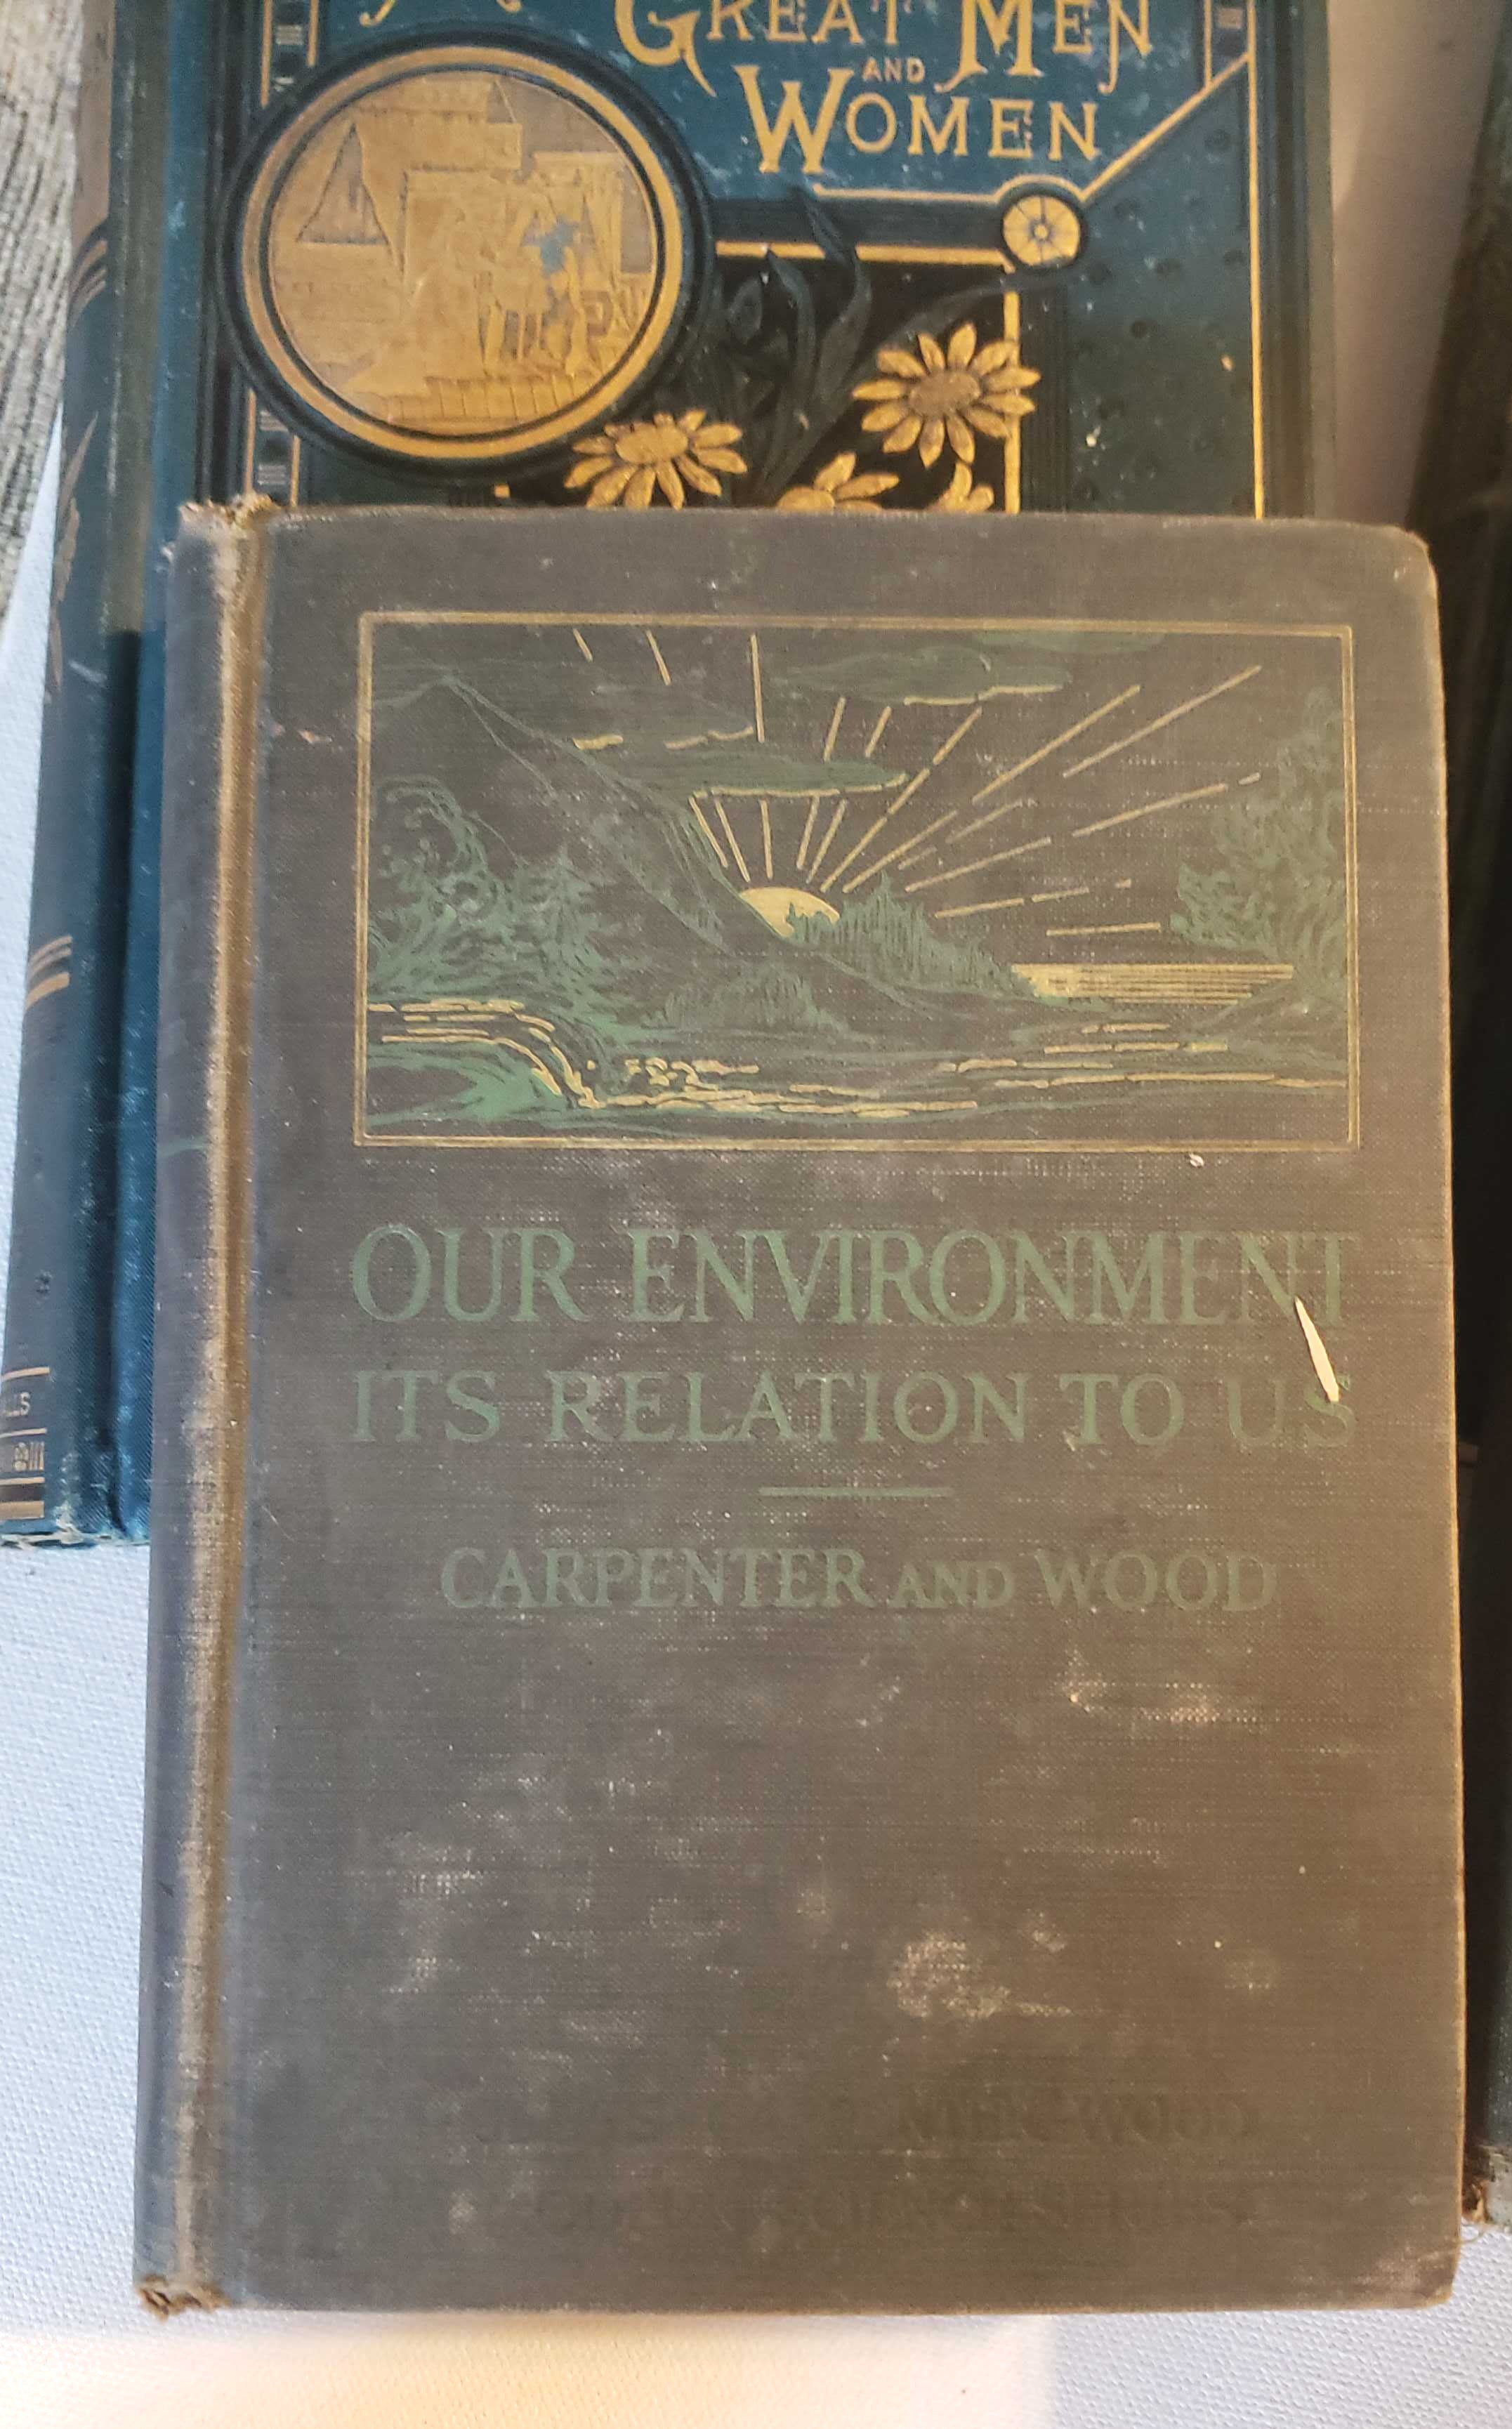 GREAT MEN
AND
WOMEN
OUR ENVIRONMENT
ITS RELATION TO US
CARPENTER AND WOOD